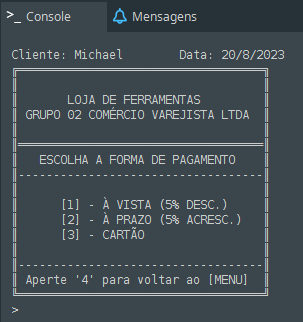 >_ Console Mensagens
Cliente: Michael Data: 20/8/2023
LOJA DE FERRAMENTAS
GRUPO 02 COMÉRCIO VAREJISTA LTDA
ESCOLHA A FORMA DE PAGAMENTO
[1] - À VISTA (5% DESC.)
[2] - À PRAZO (5% ACRESC.)
[3] - CARTÃO
Aperte '4' para voltar ao [MENU]
>